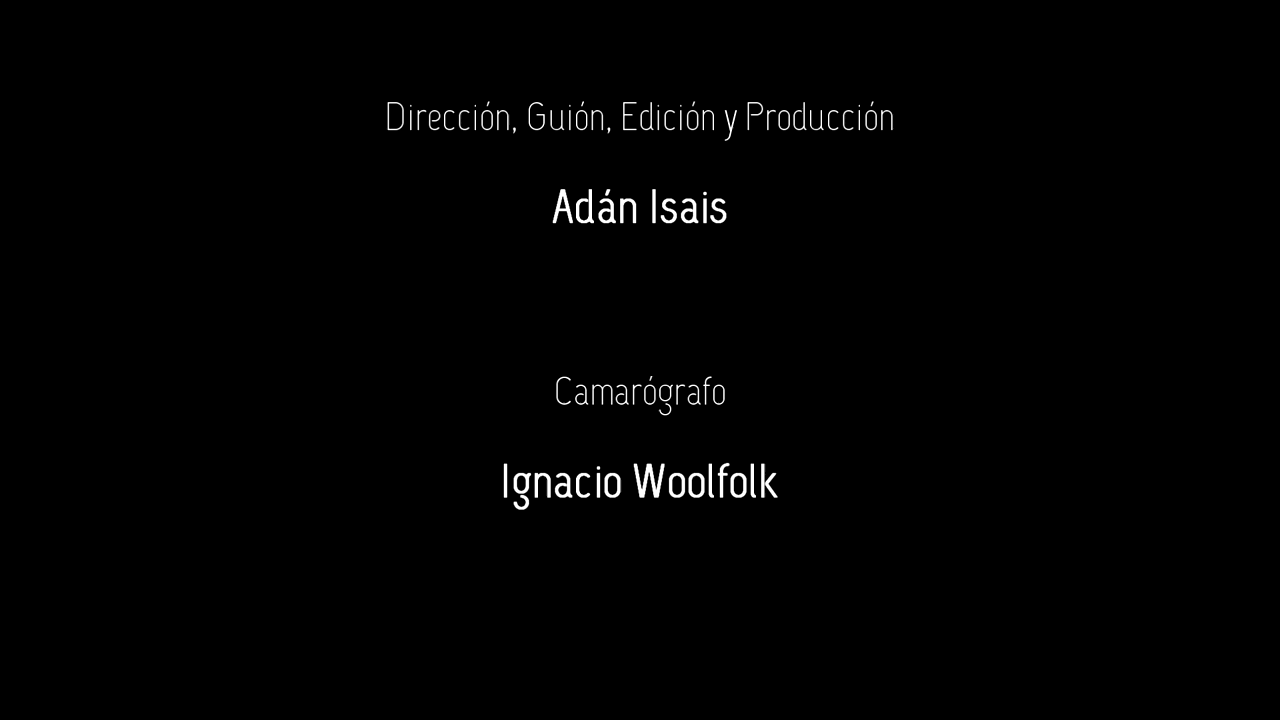 Dirección, Guión, Edición y Producción
Adán Isais
Camarógrafo
Ignacio Woolfolk